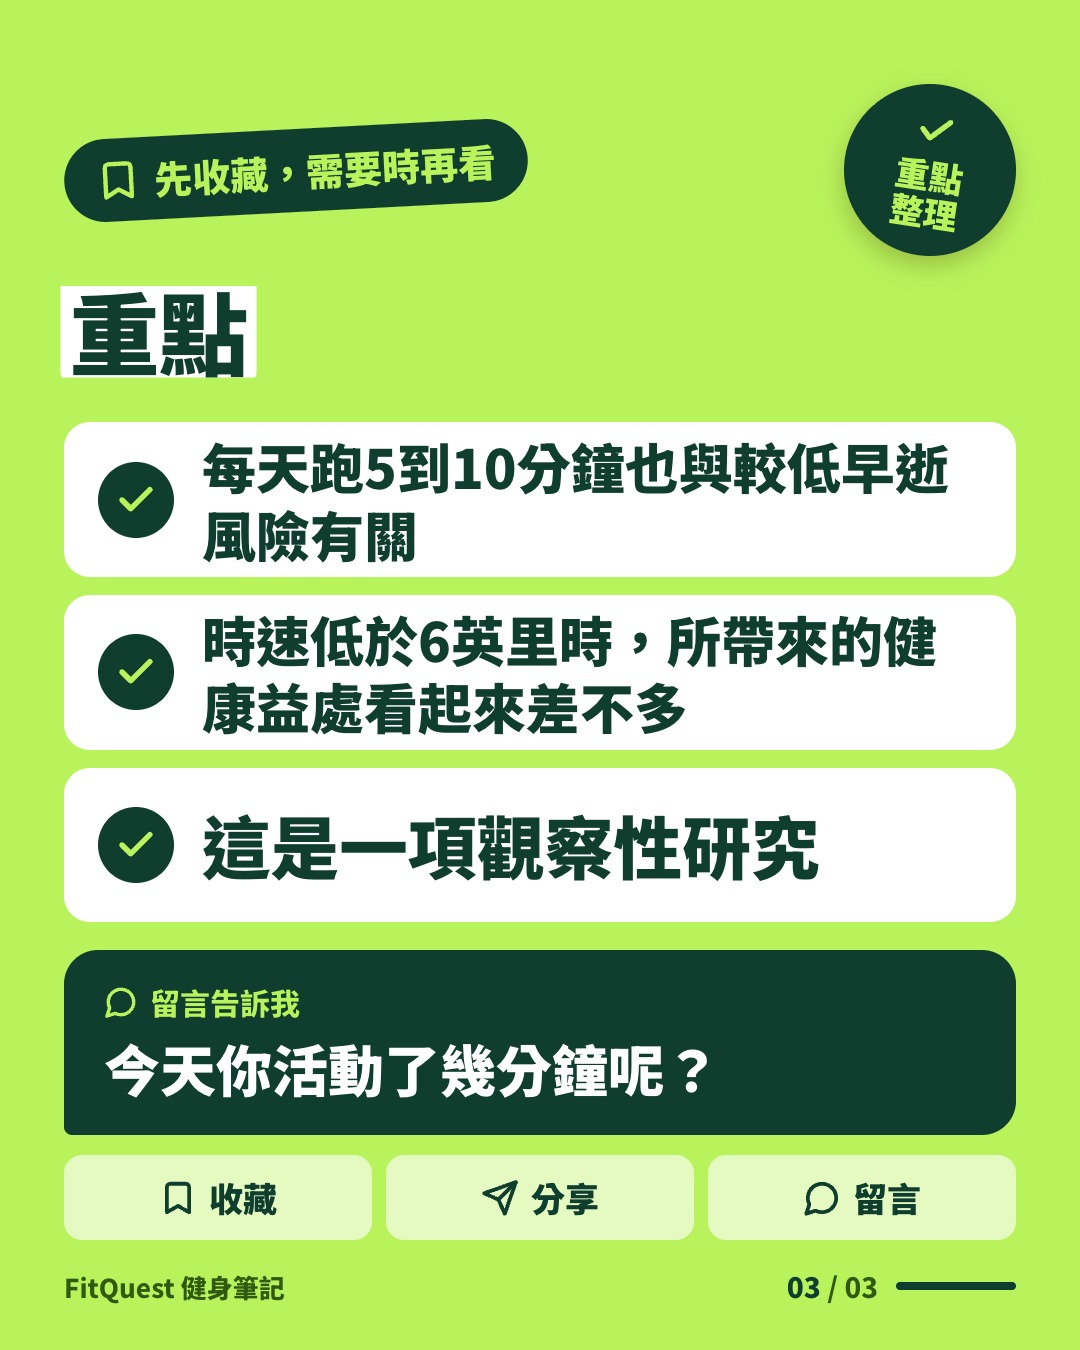 先收藏，需要時再看
重點
整理
重點
每天跑5到10分鐘也與較低早逝
風險有關
時速低於6英里時，所帶來的健
康益處看起來差不多
這是一項觀察性研究
留言告訴我
今天你活動了幾分鐘呢？
收藏
分享
留言
FitQuest 健身筆記
03 / 03